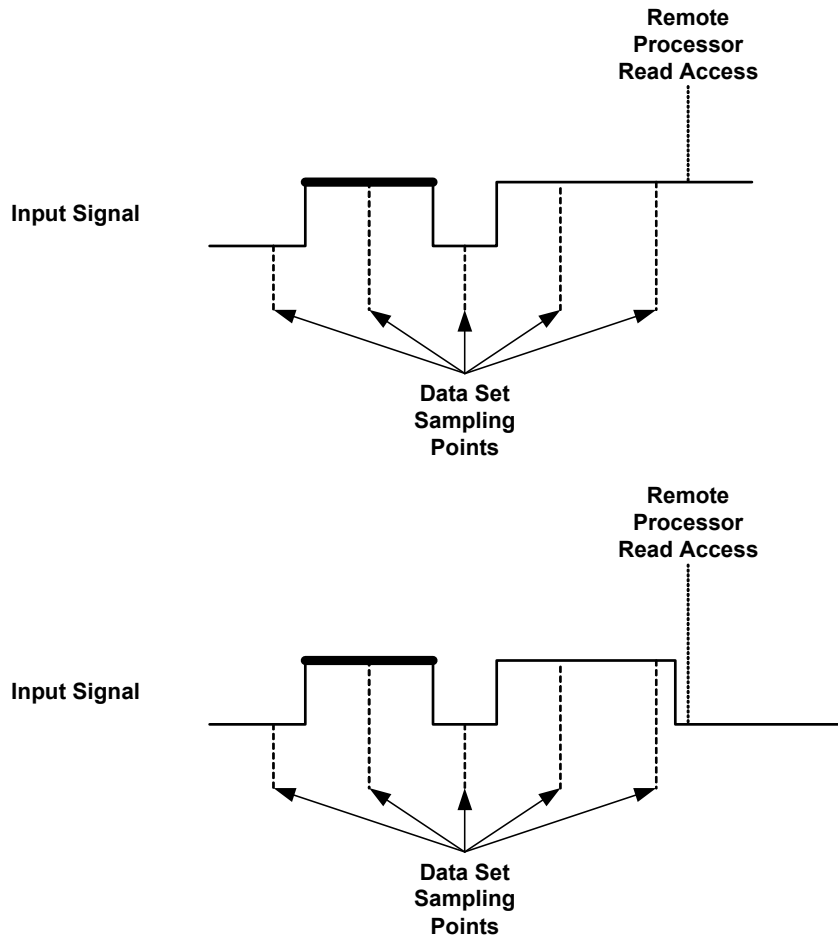 Remote
Processor
Read Access
Input Signal
Data Set
Sampling
Points
Remote
Processor
Read Access
Input Signal
Data Set
Sampling
Points